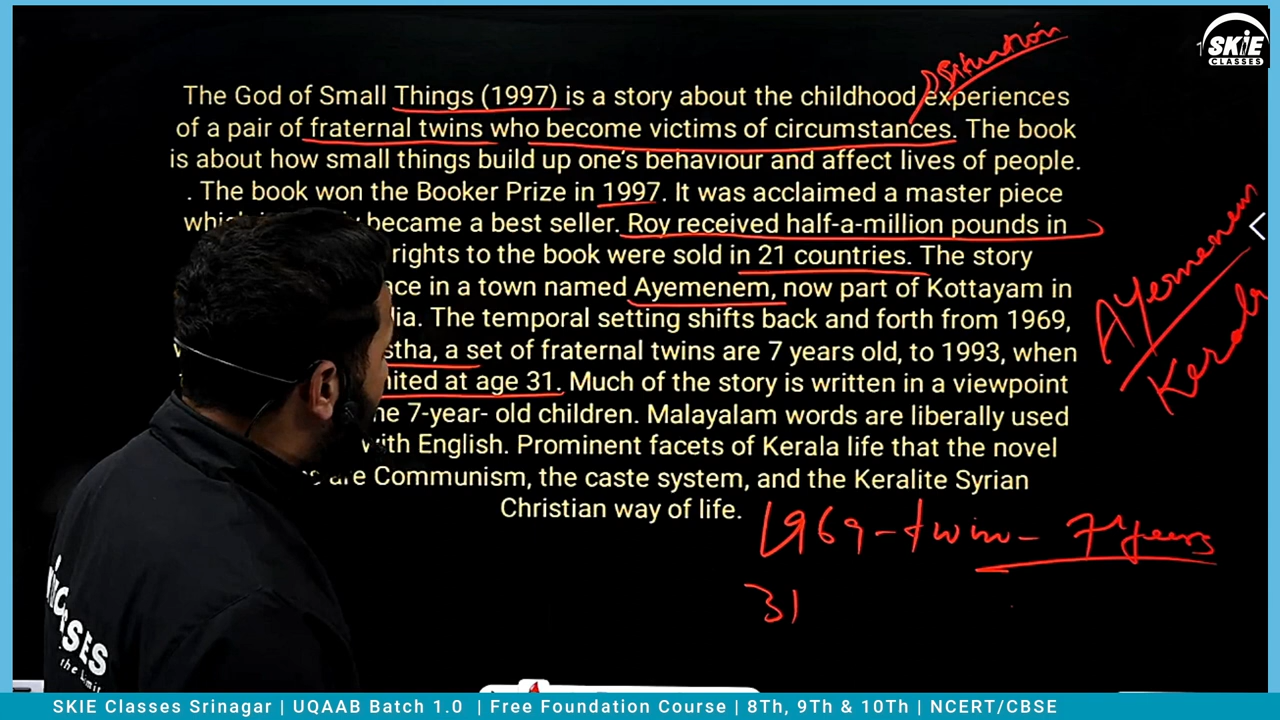 SKIE
CLASSES
situation
The God of Small Things (1997) is a story about the childhood experiences
of a pair of fraternal twins who become victims of circumstances. The book
is about how small things build up one's behaviour and affect lives of people.
. The book won the Booker Prize in 1997. It was acclaimed a master piece
became a best seller. Roy received half-a-million pounds in
rights to the book were sold in 21 countries. The story
in a town named Ayemenem, now part of Kottayam in
The temporal setting shifts back and forth from 1969,
a set of fraternal twins are 7 years old, to 1993, when
at age 31. Much of the story is written in a viewpoint
7-year- old children. Malayalam words are liberally used
with English. Prominent facets of Kerala life that the novel
are Communism, the caste system, and the Keralite Syrian
Christian way of life.
Ayemenem
Kerala
1969 - twin - 7 years
31
the Limit
SKIE Classes Srinagar | UQAAB Batch 1.0 | Free Foundation Course | 8Th, 9Th & 10Th | NCERT/CBSE